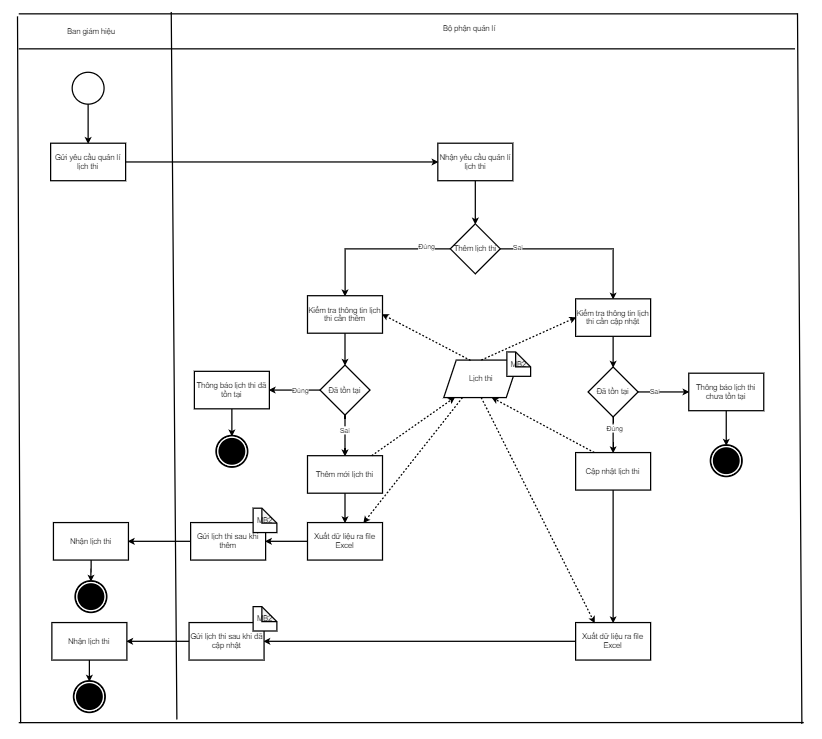 Ban giám hiệu
Bộ phận quản lí
Gửi yêu cầu quản lí
lịch thi
Nhận yêu cầu quản lí
lịch thi
Thêm lịch thi
Đúng
Sai
Kiểm tra thông tin lịch
thi cần thêm
Kiểm tra thông tin lịch
thi cần cập nhật
Lịch thi
MB2
Thông báo lịch thi đã
tồn tại
Đúng
Đã tồn tại
Sai
Đã tồn tại
Sai
Thông báo lịch thi
chưa tồn tại
Đúng
Thêm mới lịch thi
Cập nhật lịch thi
Nhận lịch thi
Gửi lịch thi sau khi
thêm
MB2
Xuất dữ liệu ra file
Excel
Nhận lịch thi
Gửi lịch thi sau khi đã
cập nhật
MB2
Xuất dữ liệu ra file
Excel